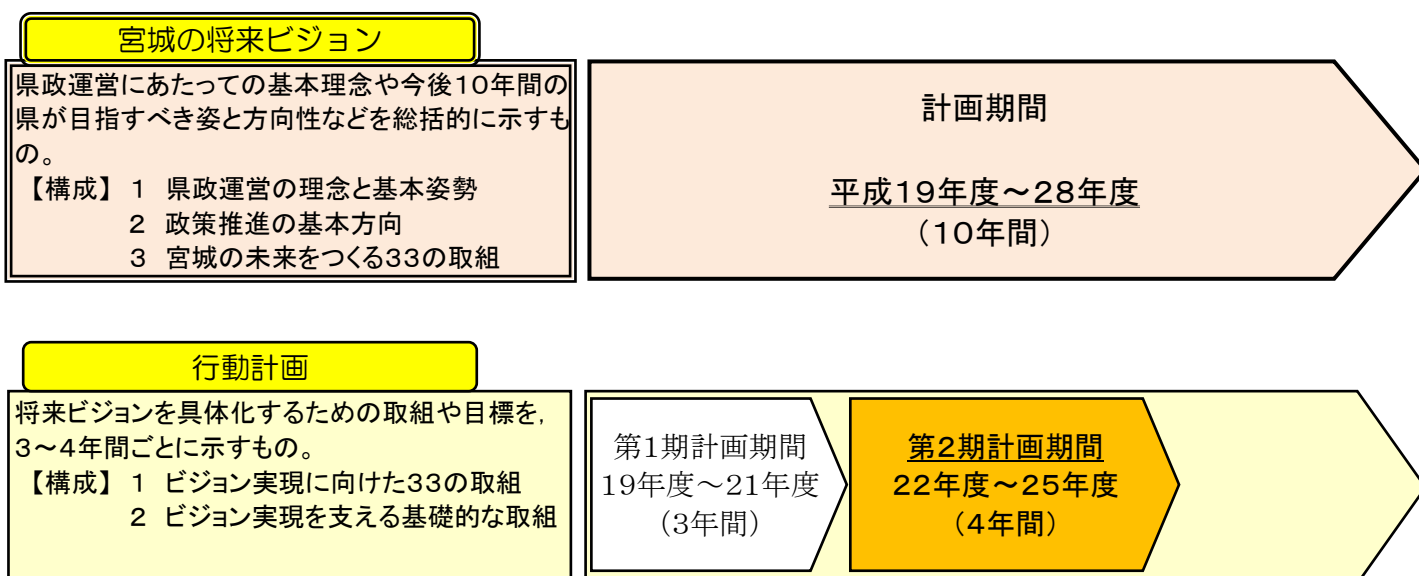 宮城の将来ビジョン
県政運営にあたっての基本理念や今後10年間の
県が目指すべき姿と方向性などを総括的に示すも
の。
【構成】 1 県政運営の理念と基本姿勢
2 政策推進の基本方向
3 宮城の未来をつくる33の取組
計画期間
平成19年度~28年度
(10年間)
行動計画
将来ビジョンを具体化するための取組や目標を,
3~4年間ごとに示すもの。
【構成】 1 ビジョン実現に向けた33の取組
2 ビジョン実現を支える基礎的な取組
第1期計画期間
19年度~21年度
(3年間)
第2期計画期間
22年度~25年度
(4年間)